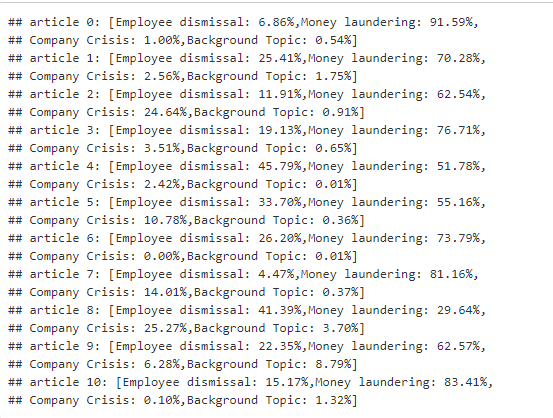 ## article 0: [Employee dismissal: 6.86%,Money laundering: 91.59%,
## Company Crisis: 1.00%,Background Topic: 0.54%]
## article 1: [Employee dismissal: 25.41%,Money laundering: 70.28%,
## Company Crisis: 2.56%,Background Topic: 1.75%]
## article 2: [Employee dismissal: 11.91%,Money laundering: 62.54%,
## Company Crisis: 24.64%,Background Topic: 0.91%]
## article 3: [Employee dismissal: 19.13%,Money laundering: 76.71%,
## Company Crisis: 3.51%,Background Topic: 0.65%]
## article 4: [Employee dismissal: 45.79%,Money laundering: 51.78%,
## Company Crisis: 2.42%,Background Topic: 0.01%]
## article 5: [Employee dismissal: 33.70%,Money laundering: 55.16%,
## Company Crisis: 10.78%,Background Topic: 0.36%]
## article 6: [Employee dismissal: 26.20%,Money laundering: 73.79%,
## Company Crisis: 0.00%,Background Topic: 0.01%]
## article 7: [Employee dismissal: 4.47%,Money laundering: 81.16%,
## Company Crisis: 14.01%,Background Topic: 0.37%]
## article 8: [Employee dismissal: 41.39%,Money laundering: 29.64%,
## Company Crisis: 25.27%,Background Topic: 3.70%]
## article 9: [Employee dismissal: 22.35%,Money laundering: 62.57%,
## Company Crisis: 6.28%,Background Topic: 8.79%]
## article 10: [Employee dismissal: 15.17%,Money laundering: 83.41%,
## Company Crisis: 0.10%,Background Topic: 1.32%]